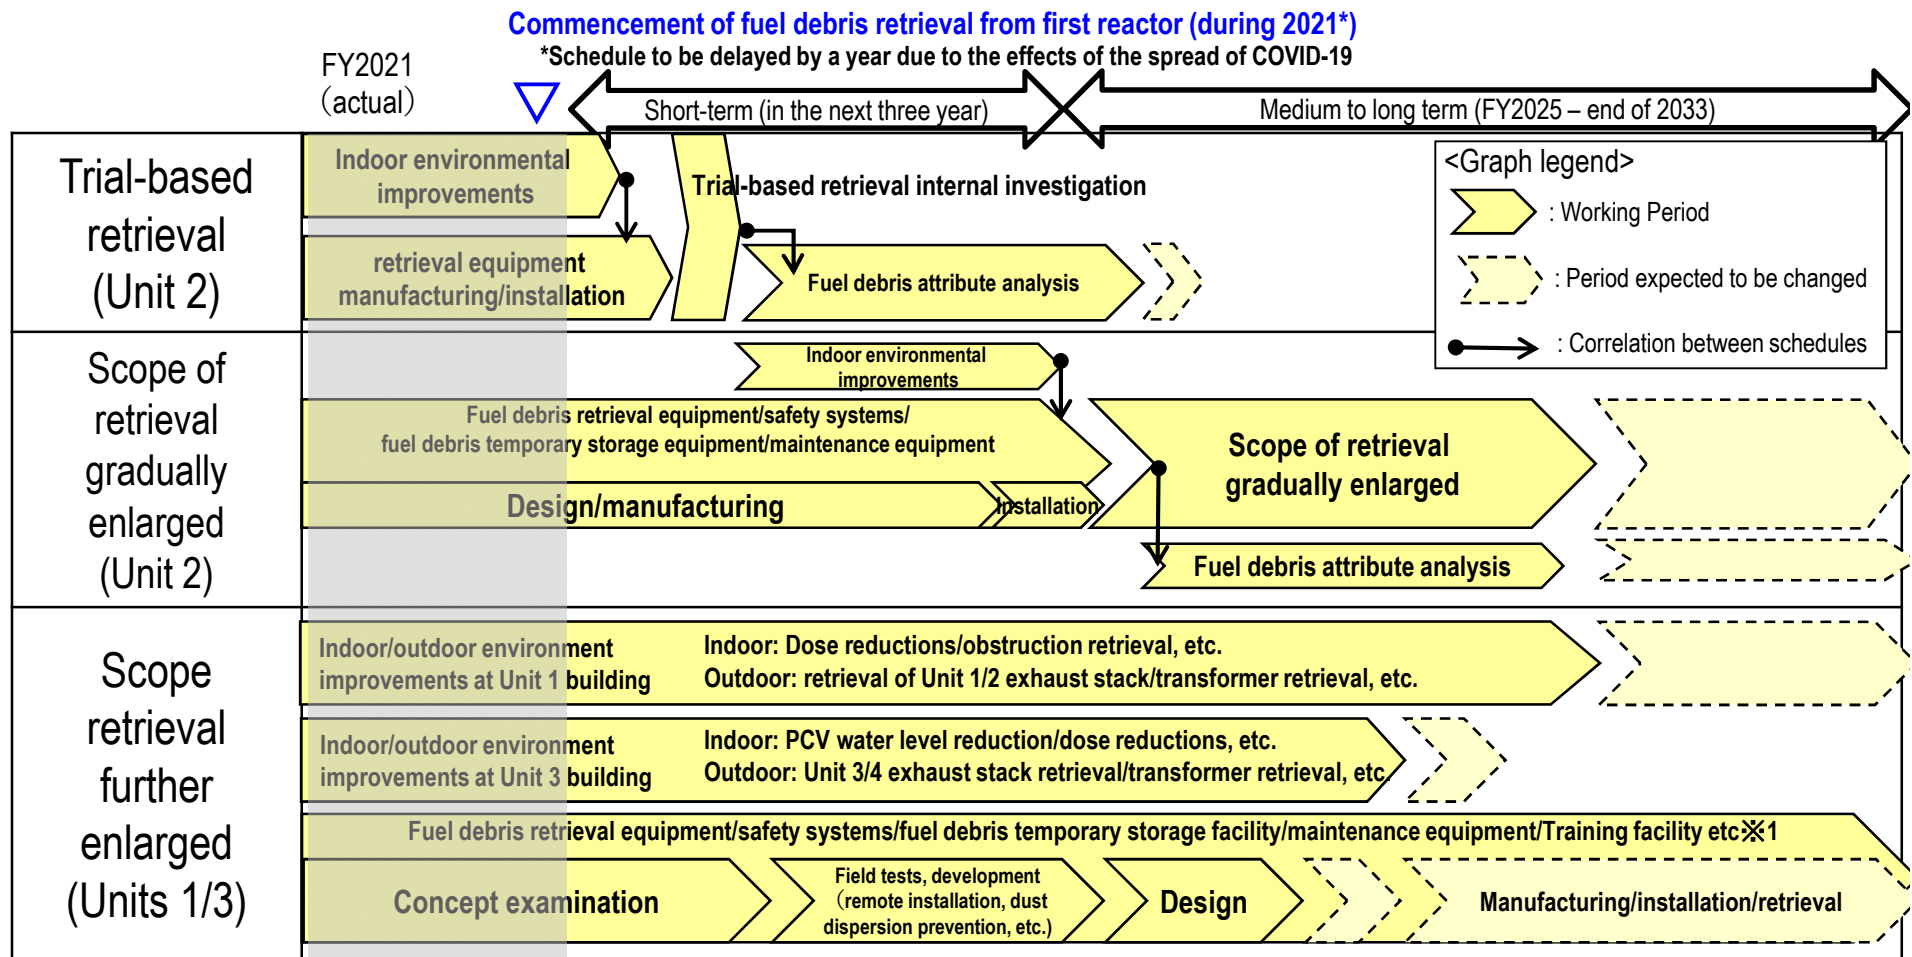 Commencement of fuel debris retrieval from first reactor (during 2021*)
*Schedule to be delayed by a year due to the effects of the spread of COVID-19
FY2021
（actual）
Short-term (in the next three year)
Medium to long term (FY2025 – end of 2033)
Trial-based
retrieval
(Unit 2)
Indoor environmental
improvements
Trial-based retrieval internal investigation
retrieval equipment
manufacturing/installation
Fuel debris attribute analysis
<Graph legend>
: Working Period
: Period expected to be changed
: Correlation between schedules
Scope of
retrieval
gradually
enlarged
(Unit 2)
Indoor environmental
improvements
Fuel debris retrieval equipment/safety systems/
fuel debris temporary storage equipment/maintenance equipment
Design/manufacturing
Installation
Scope of retrieval
gradually enlarged
Fuel debris attribute analysis
Scope
retrieval
further
enlarged
(Units 1/3)
Indoor/outdoor environment
improvements at Unit 1 building
Indoor: Dose reductions/obstruction retrieval, etc.
Outdoor: retrieval of Unit 1/2 exhaust stack/transformer retrieval, etc.
Indoor/outdoor environment
improvements at Unit 3 building
Indoor: PCV water level reduction/dose reductions, etc.
Outdoor: Unit 3/4 exhaust stack retrieval/transformer retrieval, etc.
Fuel debris retrieval equipment/safety systems/fuel debris temporary storage facility/maintenance equipment/Training facility etc※1
Concept examination
Field tests, development
（remote installation, dust
dispersion prevention, etc.)
Design
Manufacturing/installation/retrieval